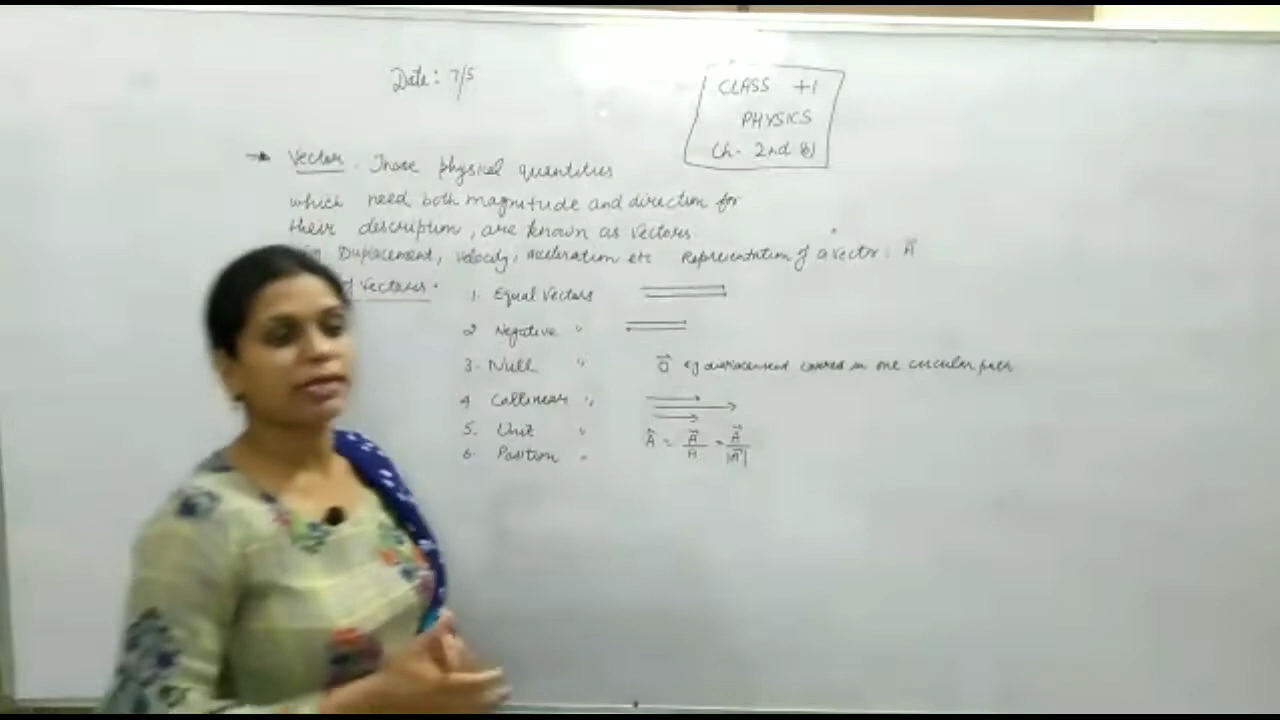 Date: 7/5
CLASS +1
PHYSICS
Ch. 2nd (b)
Vector. Those physical quantities
which need both magnitude and direction for
their description, are known as vectors.
Displacement, velocity, acceleration etc Representation of a vector: A⃗
of Vectors.
1. Equal Vectors
2 Negative "
3. Null " 0⃗ eg displacement covered in one circular path
4 Collinear "
5. Unit " Â = A⃗/A = A⃗/|A⃗|
6. Position "